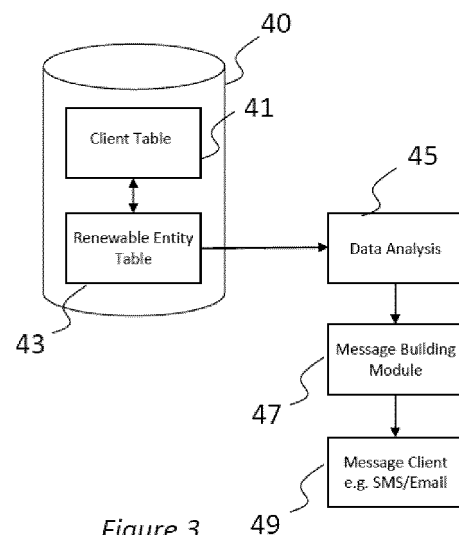 40
Client Table
41
Renewable Entity
Table
43
45
Data Analysis
Message Building
Module
47
Message Client
e.g. SMS/Email
49
Figure 3